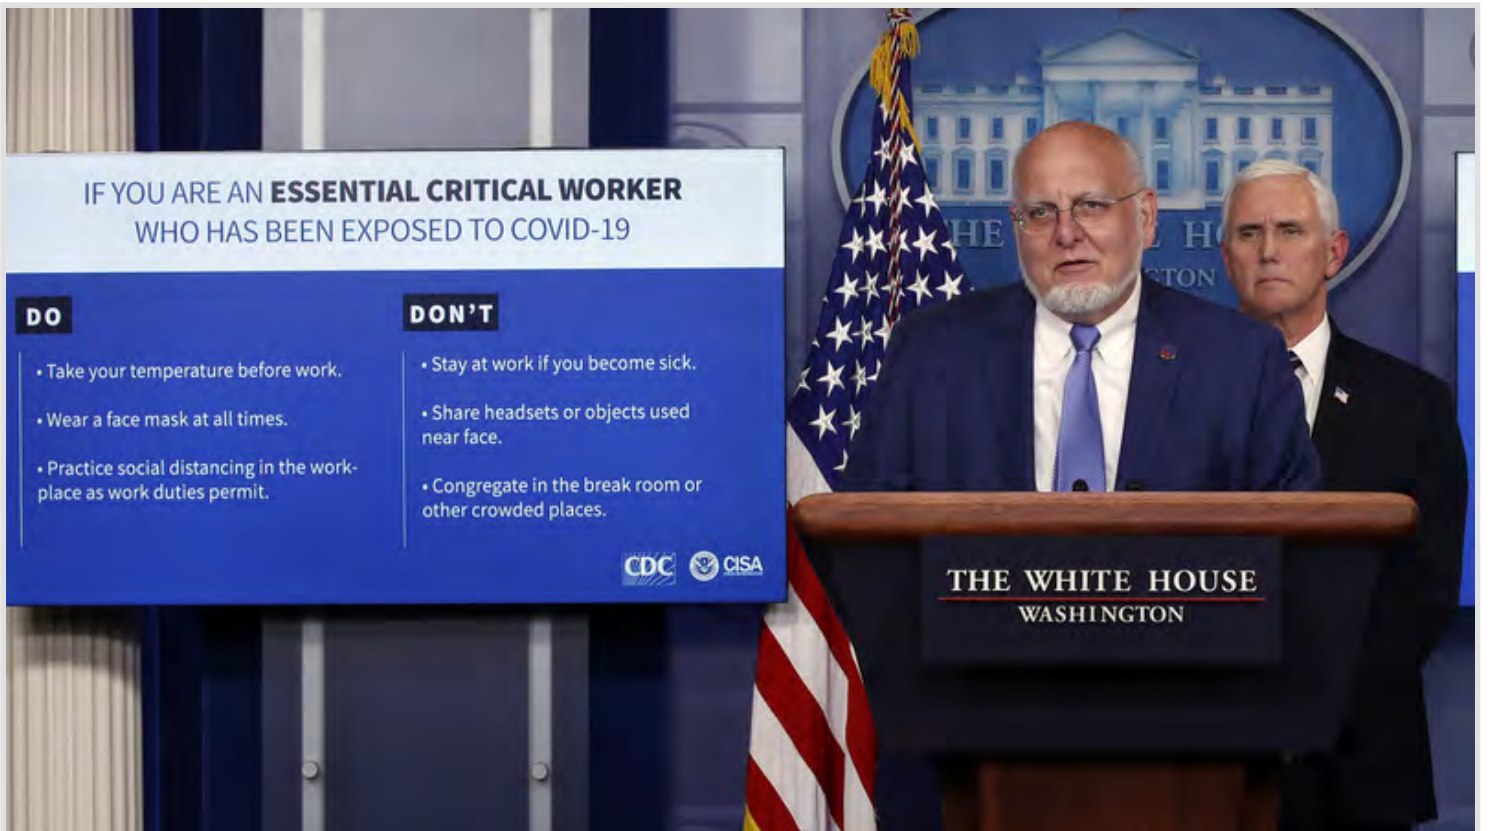 IF YOU ARE AN ESSENTIAL CRITICAL WORKER
WHO HAS BEEN EXPOSED TO COVID-19
DO
• Take your temperature before work.
• Wear a face mask at all times.
• Practice social distancing in the work-
place as work duties permit.
DON'T
• Stay at work if you become sick.
• Share headsets or objects used
near face.
• Congregate in the break room or
other crowded places.
CDC
CISA
HE E H
GTON
THE WHITE HOUSE
WASHINGTON